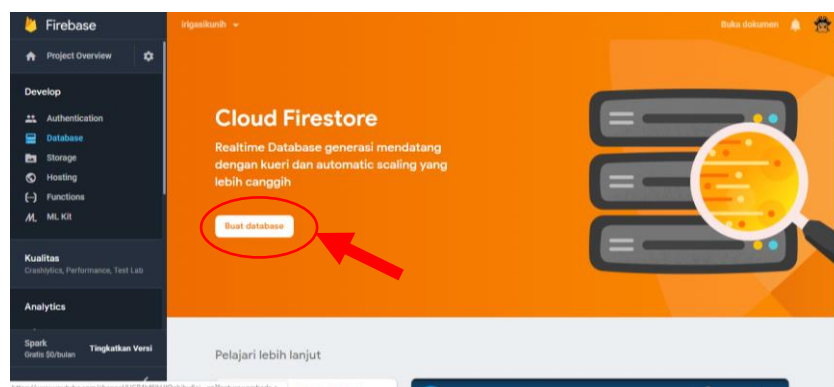 Firebase
irigasikunih
Buka dokumen
Project Overview
Develop
Authentication
Database
Storage
Hosting
Functions
ML Kit
Cloud Firestore
Realtime Database generasi mendatang
dengan kueri dan automatic scaling yang
lebih canggih
Buat database
Kualitas
Crashlytics, Performance, Test Lab
Analytics
Spark
Gratis $0/bulan
Tingkatkan Versi
Pelajari lebih lanjut